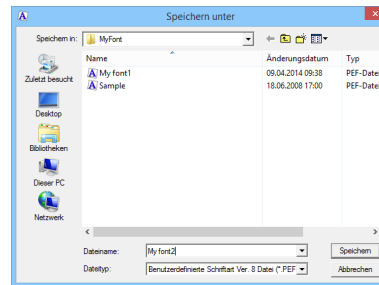 Speichern unter
Speichern in:
MyFont
Name
Änderungsdatum
Typ
My font1
09.04.2014 09:38
PEF-Datei
Sample
18.06.2008 17:00
PEF-Datei
Zuletzt besucht
Desktop
Bibliotheken
Dieser PC
Netzwerk
Dateiname:
My font2
Speichern
Dateityp:
Benutzerdefinierte Schriftart Ver. 8 Datei (*.PEF
Abbrechen